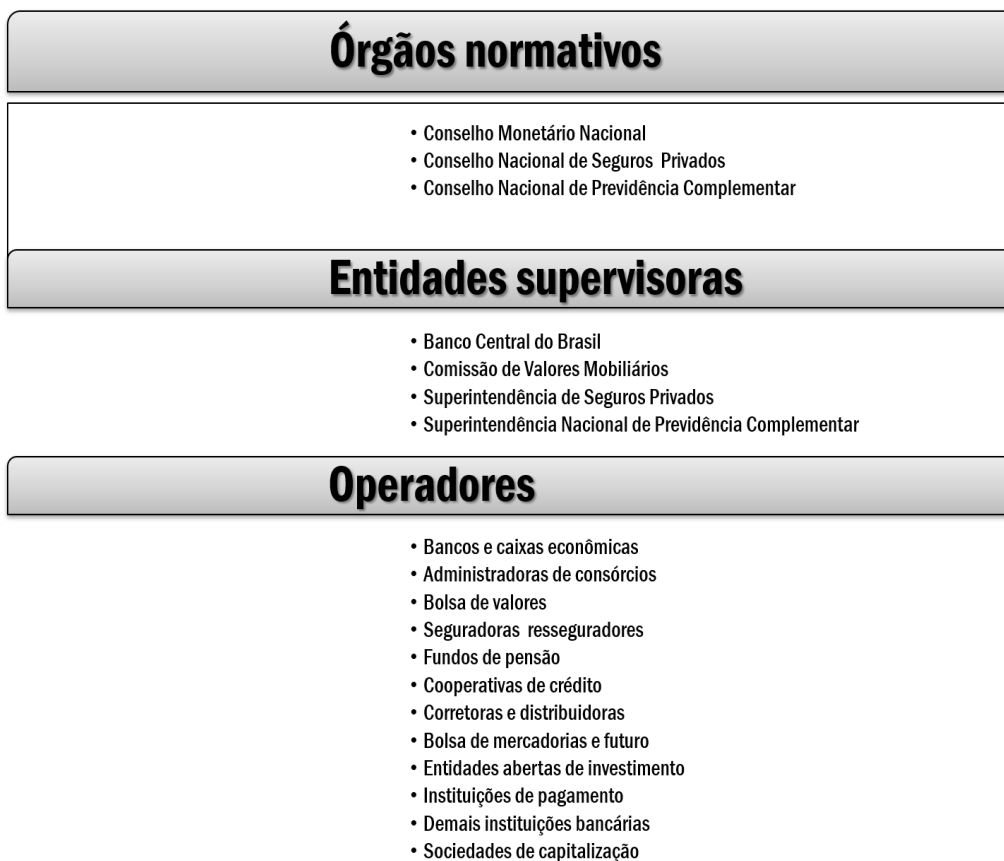 Órgãos normativos
• Conselho Monetário Nacional
• Conselho Nacional de Seguros  Privados
• Conselho Nacional de Previdência Complementar
Entidades supervisoras
• Banco Central do Brasil
• Comissão de Valores Mobiliários
• Superintendência de Seguros Privados
• Superintendência Nacional de Previdência Complementar
Operadores
• Bancos e caixas econômicas
• Administradoras de consórcios
• Bolsa de valores
• Seguradoras  resseguradores
• Fundos de pensão
• Cooperativas de crédito
• Corretoras e distribuidoras
• Bolsa de mercadorias e futuro
• Entidades abertas de investimento
• Instituições de pagamento
• Demais instituições bancárias
• Sociedades de capitalização